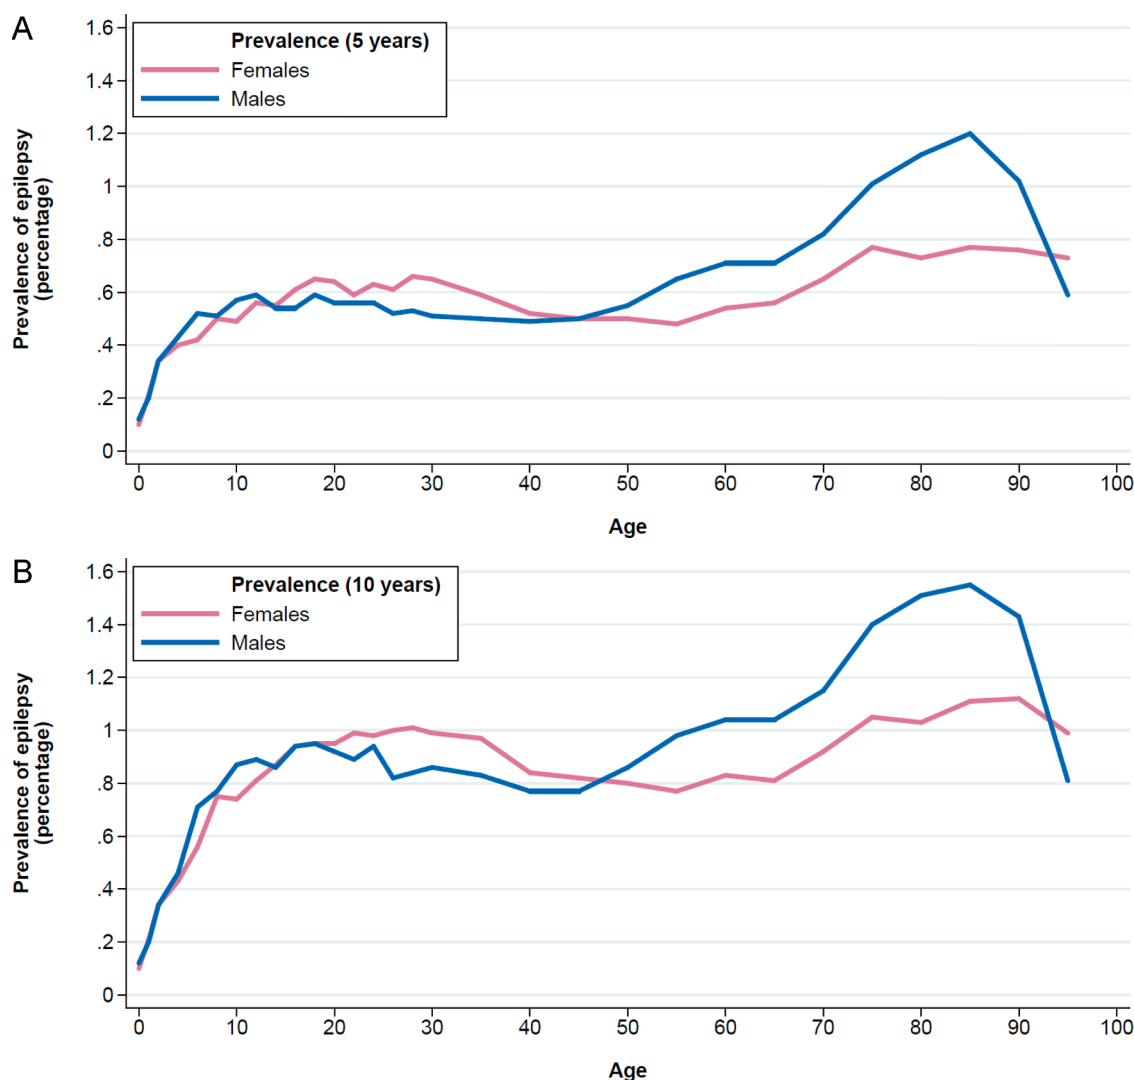 A
Prevalence (5 years)
Females
Males
Prevalence of epilepsy
(percentage)
1.6
1.4
1.2
1
.8
.6
.4
.2
0
0 10 20 30 40 50 60 70 80 90 100
Age
B
Prevalence (10 years)
Females
Males
Prevalence of epilepsy
(percentage)
1.6
1.4
1.2
1
.8
.6
.4
.2
0
0 10 20 30 40 50 60 70 80 90 100
Age